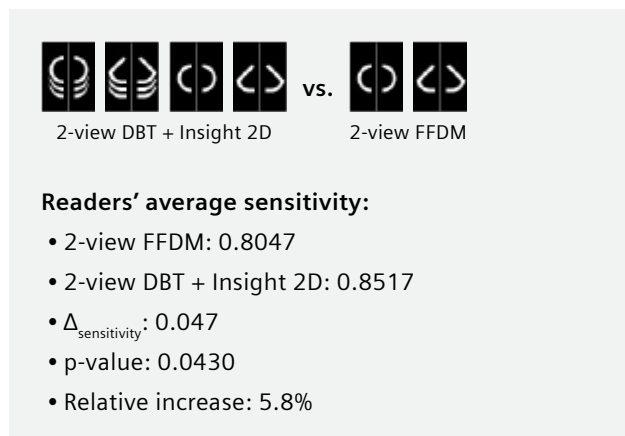 vs.
2-view DBT + Insight 2D 2-view FFDM
Readers’ average sensitivity:
• 2-view FFDM: 0.8047
• 2-view DBT + Insight 2D: 0.8517
• Δsensitivity: 0.047
• p-value: 0.0430
• Relative increase: 5.8%